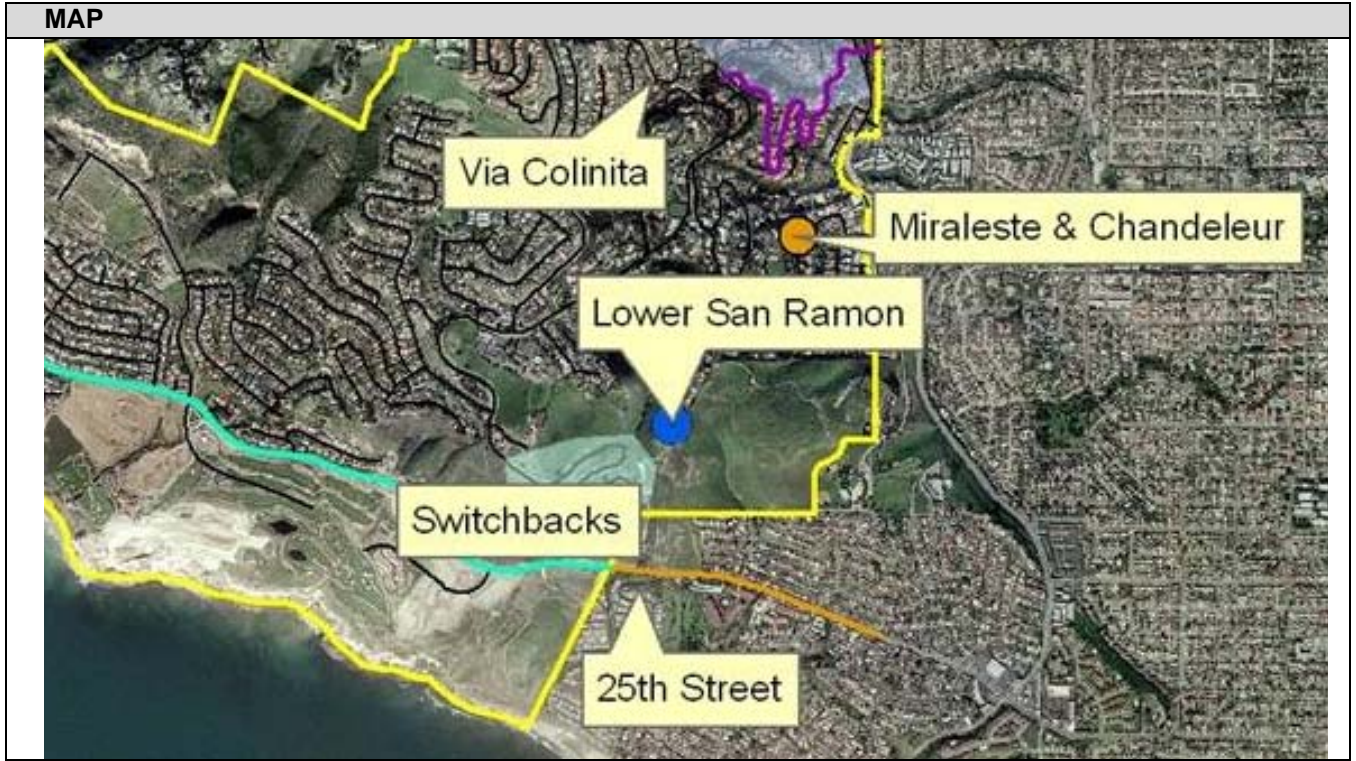 MAP
Via Colinita
Miraleste & Chandeleur
Lower San Ramon
Switchbacks
25th Street